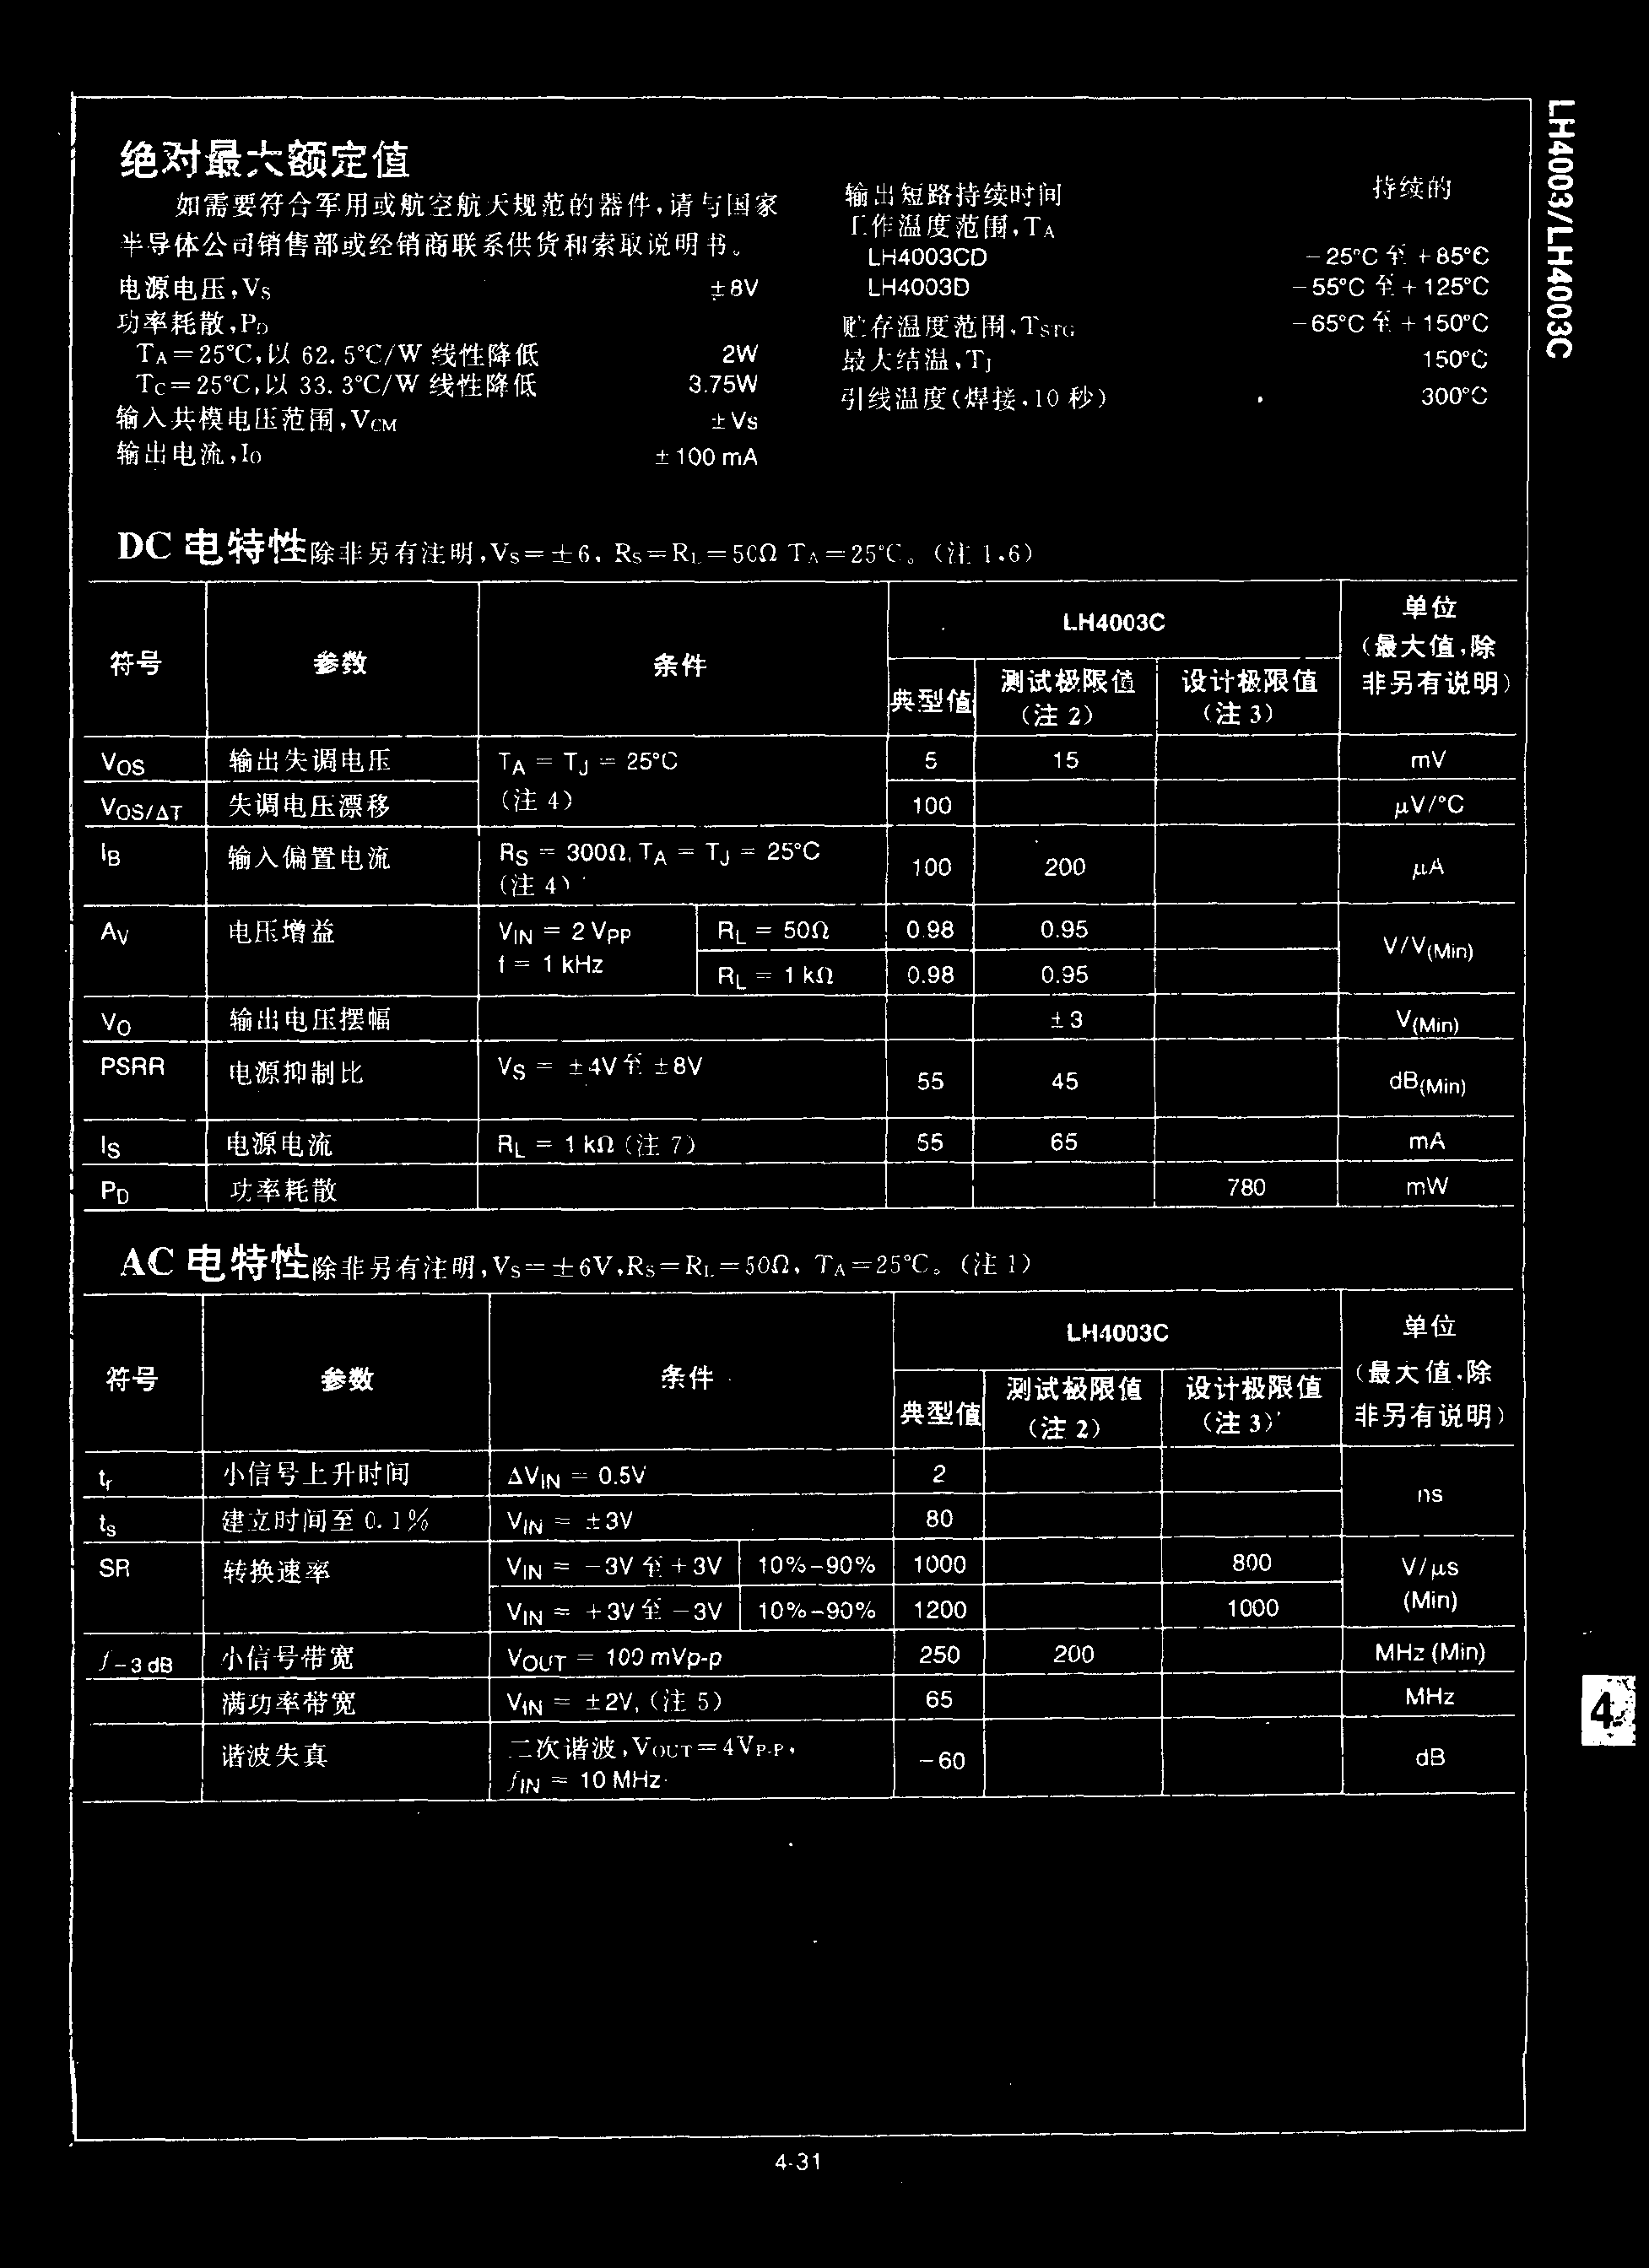 LH4003/LH4003C
绝对最大额定值
如需要符合军用或航空航天规范的器件,请与国家
半导体公司销售部或经销商联系供货和索取说明书。
电源电压,VS ±8V
功率耗散,PD
TA=25°C,以 62.5°C/W 线性降低 2W
TC=25°C,以 33.3°C/W 线性降低 3.75W
输入共模电压范围,VCM ±Vs
输出电流,IO ±100 mA
输出短路持续时间 持续的
工作温度范围,TA
LH4003CD −25°C 至 +85°C
LH4003D −55°C 至 +125°C
贮存温度范围,TSTG −65°C 至 +150°C
最大结温,TJ 150°C
引线温度(焊接,10 秒) 300°C
DC 电特性除非另有注明,VS=±6, RS=RL=50Ω TA=25℃。(注 1,6)
符号 参数 条件 LH4003C 单位
(最大值,除
非另有说明)
典型值 测试极限值
(注 2) 设计极限值
(注 3)
VOS 输出失调电压 TA = TJ = 25°C 5 15 mV
VOS/ΔT 失调电压漂移 (注 4) 100 μV/°C
IB 输入偏置电流 RS = 300Ω, TA = TJ = 25°C 100 200 μA
(注 4)
AV 电压增益 VIN = 2 VPP RL = 50Ω 0.98 0.95 V/V(Min)
f = 1 kHz RL = 1 kΩ 0.98 0.95
VO 输出电压摆幅 ±3 V(Min)
PSRR 电源抑制比 VS = ±4V 至 ±8V 55 45 dB(Min)
IS 电源电流 RL = 1 kΩ (注 7) 55 65 mA
PD 功率耗散 780 mW
AC 电特性除非另有注明,VS=±6V,RS=RL=50Ω, TA=25℃。(注 1)
符号 参数 条件 LH4003C 单位
(最大值,除
非另有说明)
典型值 测试极限值
(注 2) 设计极限值
(注 3)
tr 小信号上升时间 ΔVIN = 0.5V 2 ns
ts 建立时间至 0.1% VIN = ±3V 80
SR 转换速率 VIN = −3V 至 +3V 10%−90% 1000 800 V/μs
(Min)
VIN = +3V 至 −3V 10%−90% 1200 1000
f−3 dB 小信号带宽 VOUT = 100 mVp-p 250 200 MHz (Min)
满功率带宽 VIN = ±2V, (注 5) 65 MHz
谐波失真 二次谐波,VOUT=4VP-P, −60 dB
fIN = 10 MHz
4
4-31